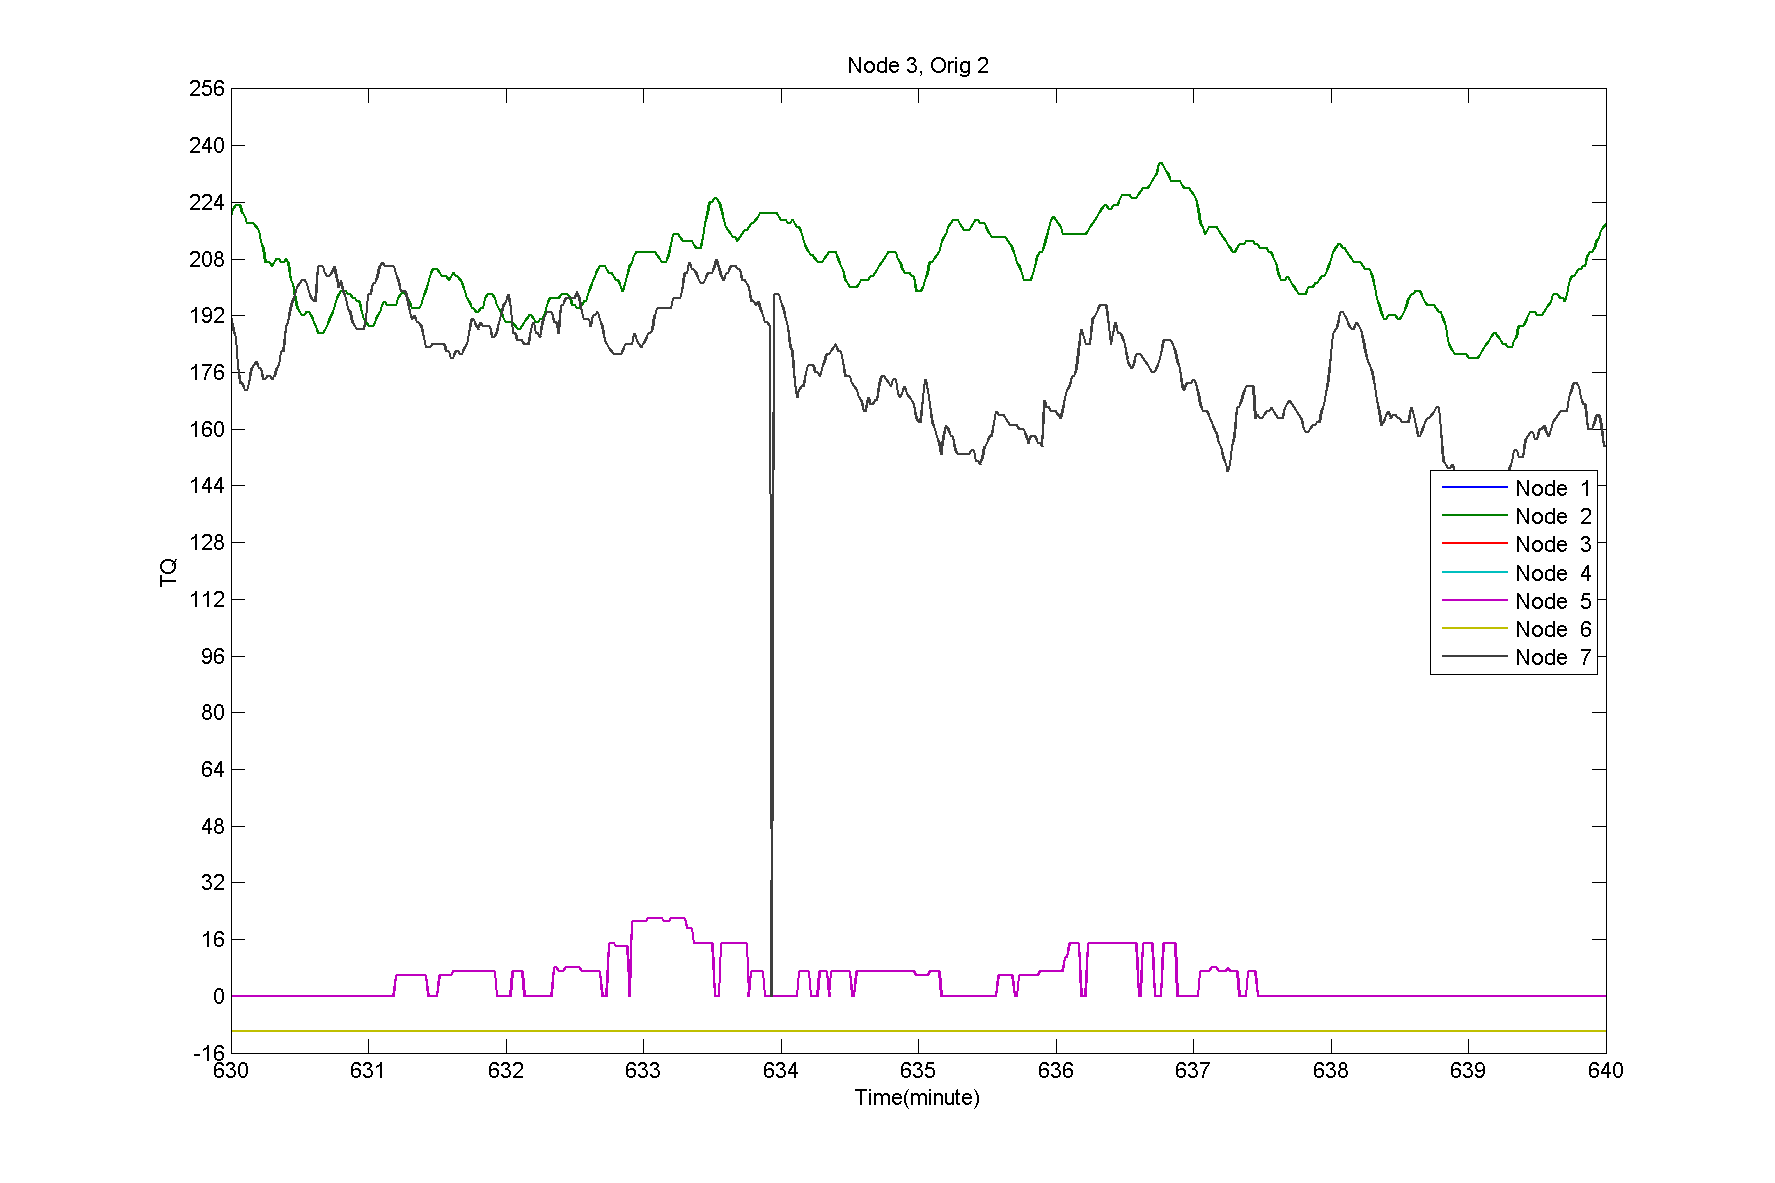 Node 3, Orig 2
256
240
224
208
192
176
160
144
128
112
96
80
64
48
32
16
0
-16
TQ
Node 1
Node 2
Node 3
Node 4
Node 5
Node 6
Node 7
630 631 632 633 634 635 636 637 638 639 640
Time(minute)